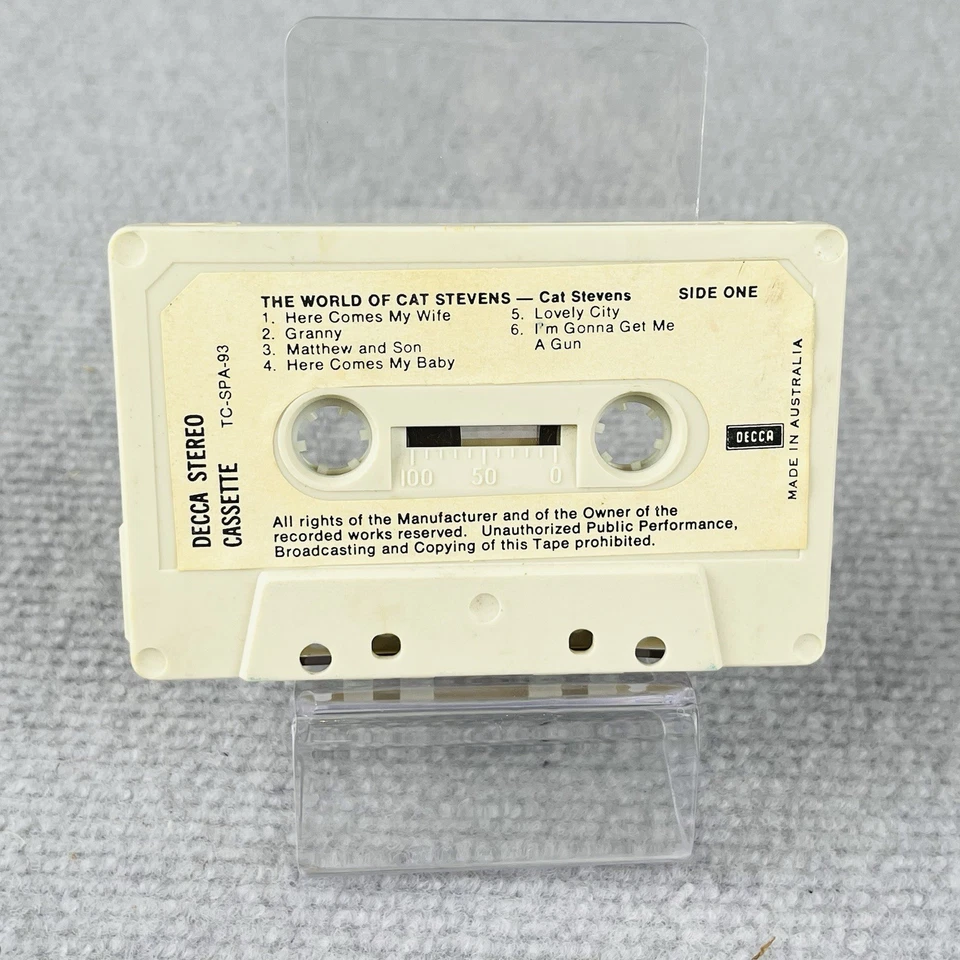 THE WORLD OF CAT STEVENS — Cat Stevens
SIDE ONE
1. Here Comes My Wife
2. Granny
3. Matthew and Son
4. Here Comes My Baby
5. Lovely City
6. I'm Gonna Get Me
A Gun
DECCA STEREO
CASSETTE
TC-SPA-93
100 50 0
DECCA
MADE IN AUSTRALIA
All rights of the Manufacturer and of the Owner of the
recorded works reserved. Unauthorized Public Performance,
Broadcasting and Copying of this Tape prohibited.